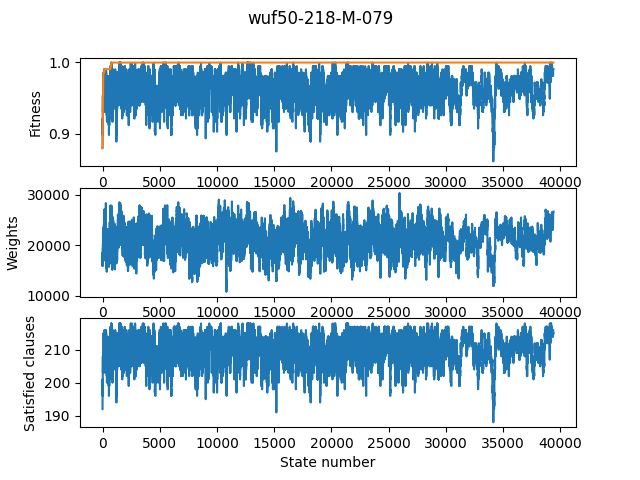 wuf50-218-M-079
1.0
0.9
Fitness
0 5000 10000 15000 20000 25000 30000 35000 40000
30000
20000
10000
Weights
0 5000 10000 15000 20000 25000 30000 35000 40000
210
200
190
Satisfied clauses
0 5000 10000 15000 20000 25000 30000 35000 40000
State number